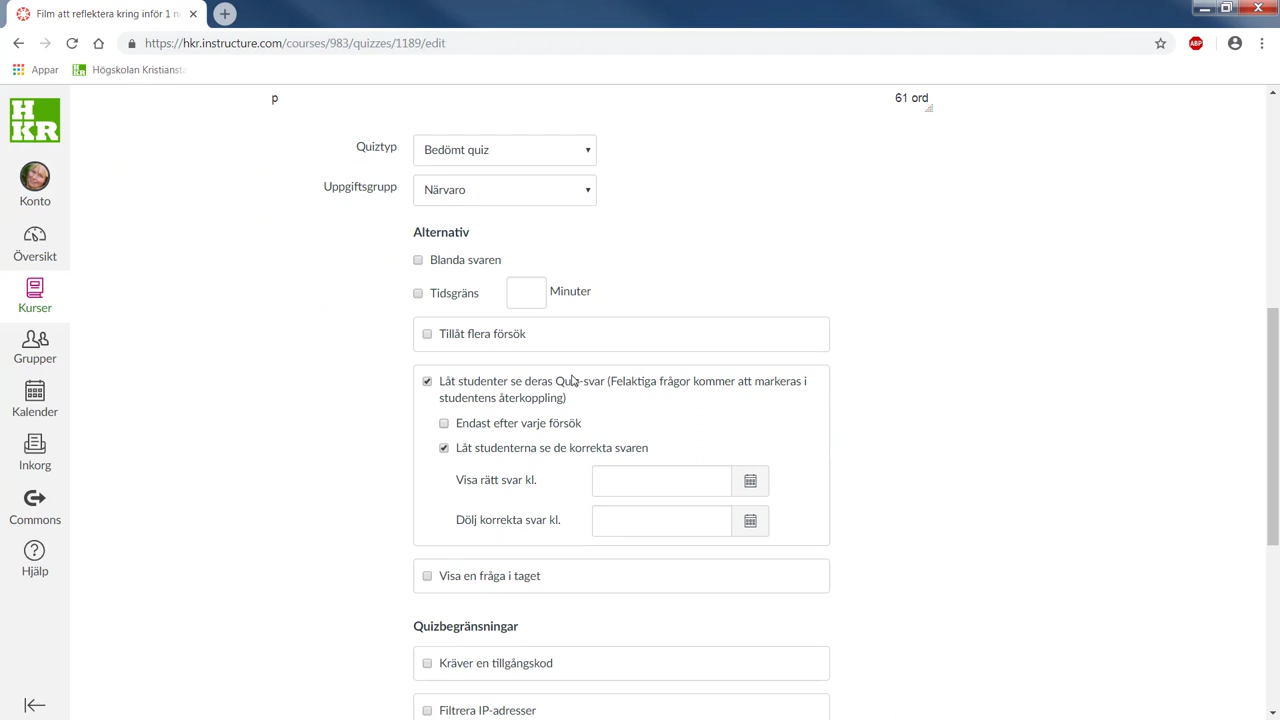 Film att reflektera kring inför 1 n
https://hkr.instructure.com/courses/983/quizzes/1189/edit
ABP
Appar
Högskolan Kristiansta
HKR
Konto
Översikt
Kurser
Grupper
Kalender
Inkorg
Commons
Hjälp
p
61 ord
Quiztyp
Bedömt quiz
Uppgiftsgrupp
Närvaro
Alternativ
Blanda svaren
Tidsgräns
Minuter
Tillåt flera försök
Låt studenter se deras Quiz-svar (Felaktiga frågor kommer att markeras i
studentens återkoppling)
Endast efter varje försök
Låt studenterna se de korrekta svaren
Visa rätt svar kl.
Dölj korrekta svar kl.
Visa en fråga i taget
Quizbegränsningar
Kräver en tillgångskod
Filtrera IP-adresser